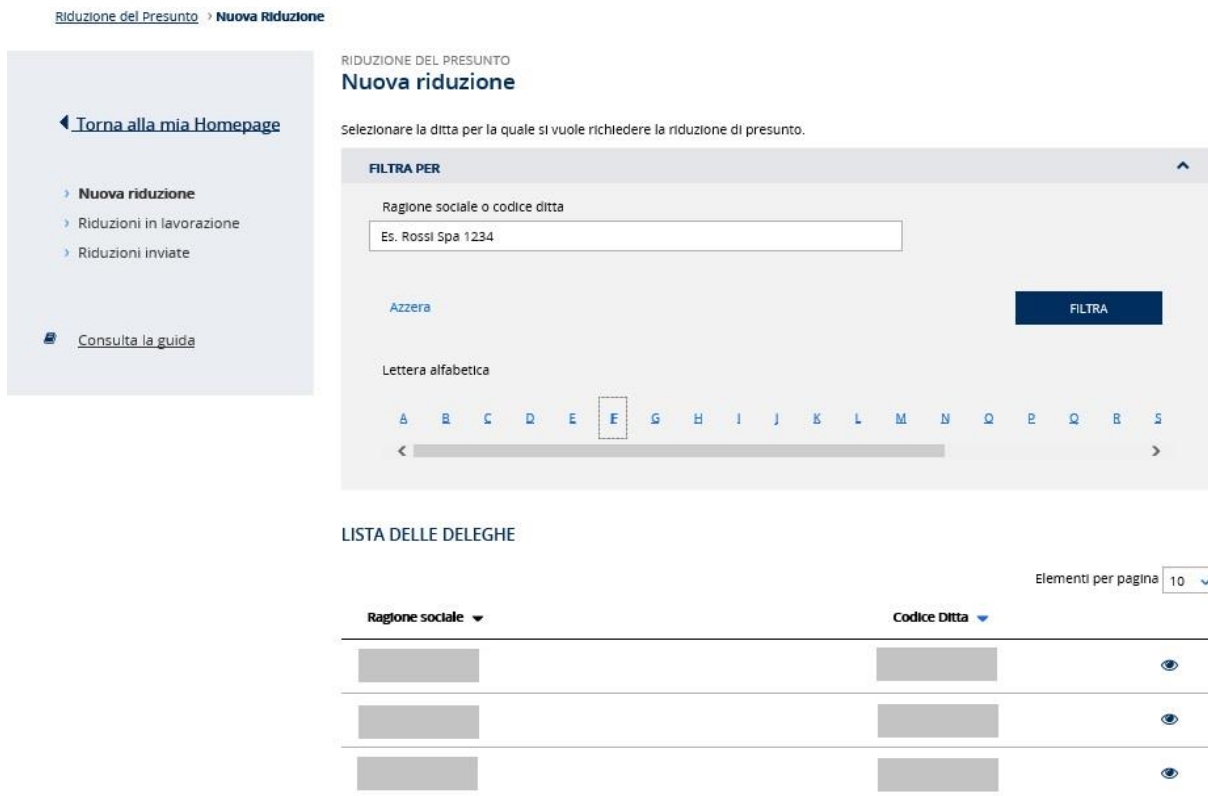 Riduzione del Presunto › Nuova Riduzione
RIDUZIONE DEL PRESUNTO
Nuova riduzione
Torna alla mia Homepage
Nuova riduzione
Riduzioni in lavorazione
Riduzioni inviate
Consulta la guida
Selezionare la ditta per la quale si vuole richiedere la riduzione di presunto.
FILTRA PER
Ragione sociale o codice ditta
Es. Rossi Spa 1234
Azzera FILTRA
Lettera alfabetica
A B C D E F G H I J K L M N O P Q R S
LISTA DELLE DELEGHE
Elementi per pagina 10
Ragione sociale Codice Ditta